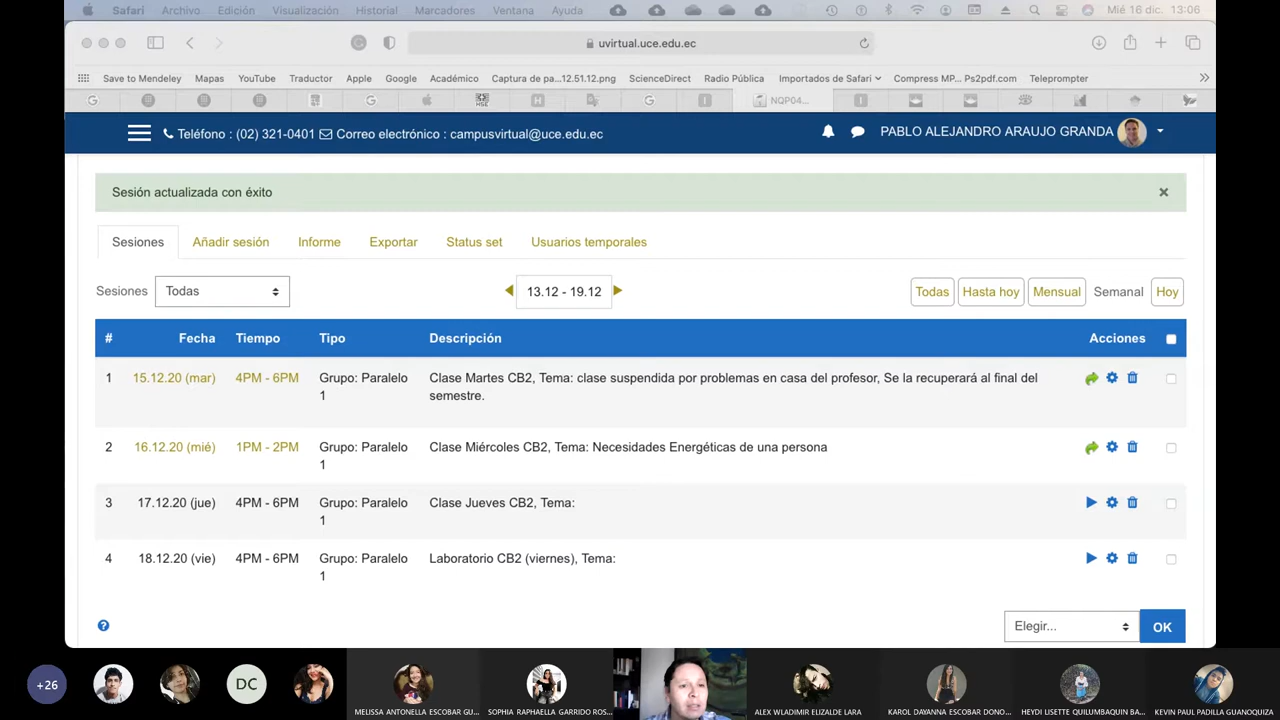 Safari Archivo Edición Visualización Historial Marcadores Ventana Ayuda Mié 16 dic. 13:06
uvirtual.uce.edu.ec
Save to Mendeley Mapas YouTube Traductor Apple Google Académico Captura de pa...12.51.12.png ScienceDirect Radio Pública Importados de Safari Compress MP... Ps2pdf.com Teleprompter
NQP04...
Teléfono : (02) 321-0401 Correo electrónico : campusvirtual@uce.edu.ec PABLO ALEJANDRO ARAUJO GRANDA
Sesión actualizada con éxito ×
Sesiones Añadir sesión Informe Exportar Status set Usuarios temporales
Sesiones Todas 13.12 - 19.12 Todas Hasta hoy Mensual Semanal Hoy
# Fecha Tiempo Tipo Descripción Acciones
1 15.12.20 (mar) 4PM - 6PM Grupo: Paralelo Clase Martes CB2, Tema: clase suspendida por problemas en casa del profesor, Se la recuperará al final del
1 semestre.
2 16.12.20 (mié) 1PM - 2PM Grupo: Paralelo Clase Miércoles CB2, Tema: Necesidades Energéticas de una persona
1
3 17.12.20 (jue) 4PM - 6PM Grupo: Paralelo Clase Jueves CB2, Tema:
1
4 18.12.20 (vie) 4PM - 6PM Grupo: Paralelo Laboratorio CB2 (viernes), Tema:
1
? Elegir... OK
+26 DC
MELISSA ANTONELLA ESCOBAR GU... SOPHIA RAPHAELLA GARRIDO ROS... ALEX WLADIMIR ELIZALDE LARA KAROL DAYANNA ESCOBAR DONO... HEYDI LISETTE QUILUMBAQUIN BA... KEVIN PAUL PADILLA GUANOQUIZA